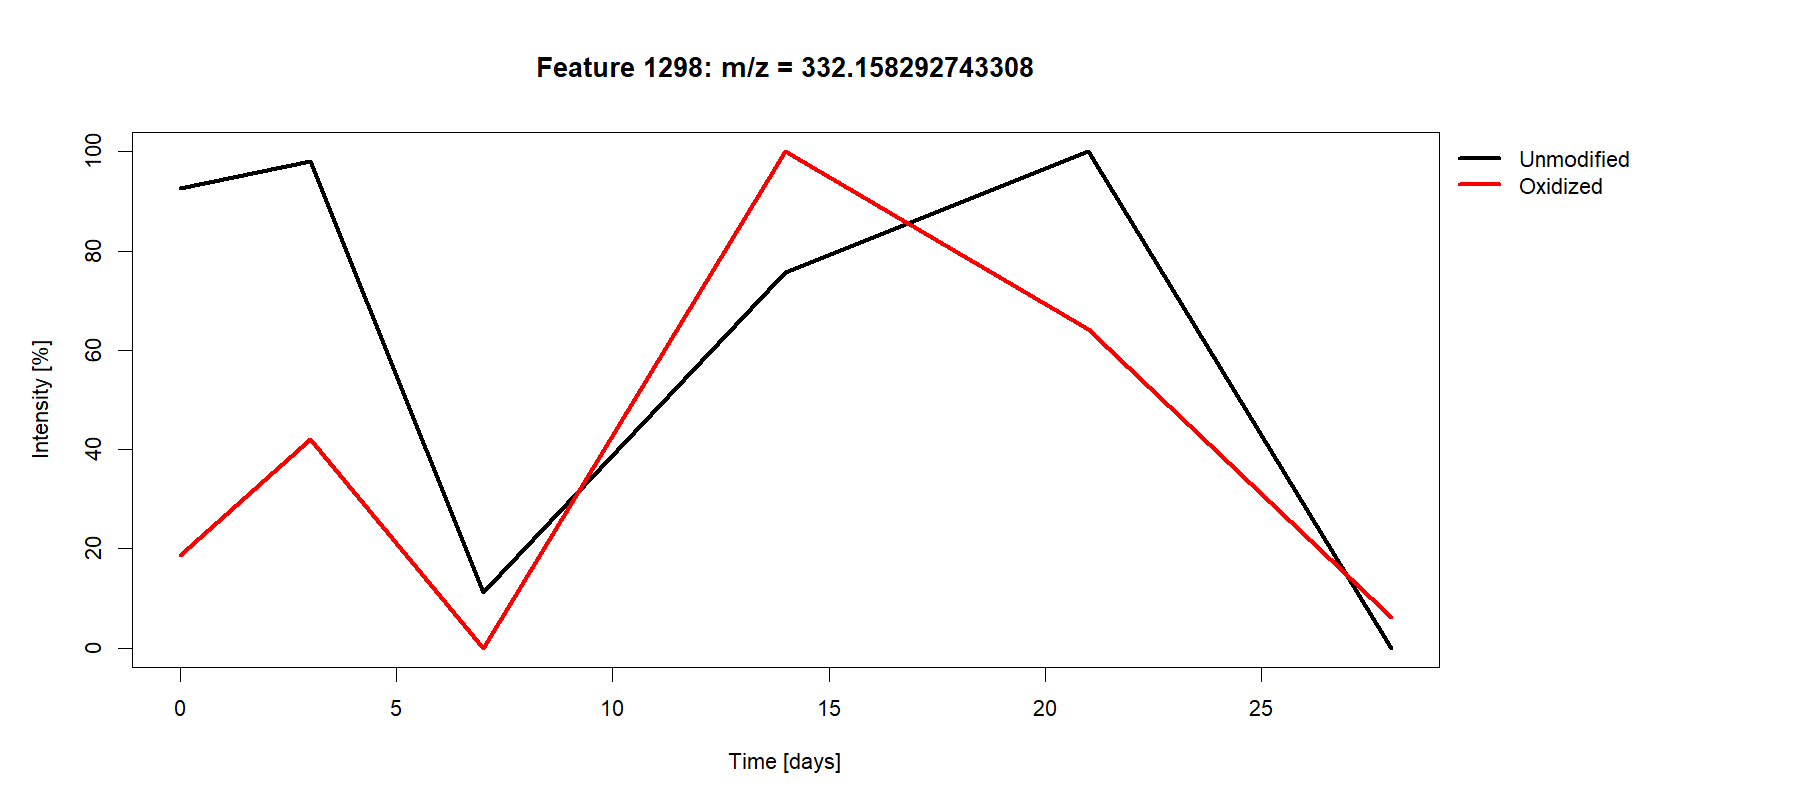 Feature 1298: m/z = 332.158292743308
Unmodified
Oxidized
Intensity [%]
100
80
60
40
20
0
0 5 10 15 20 25
Time [days]